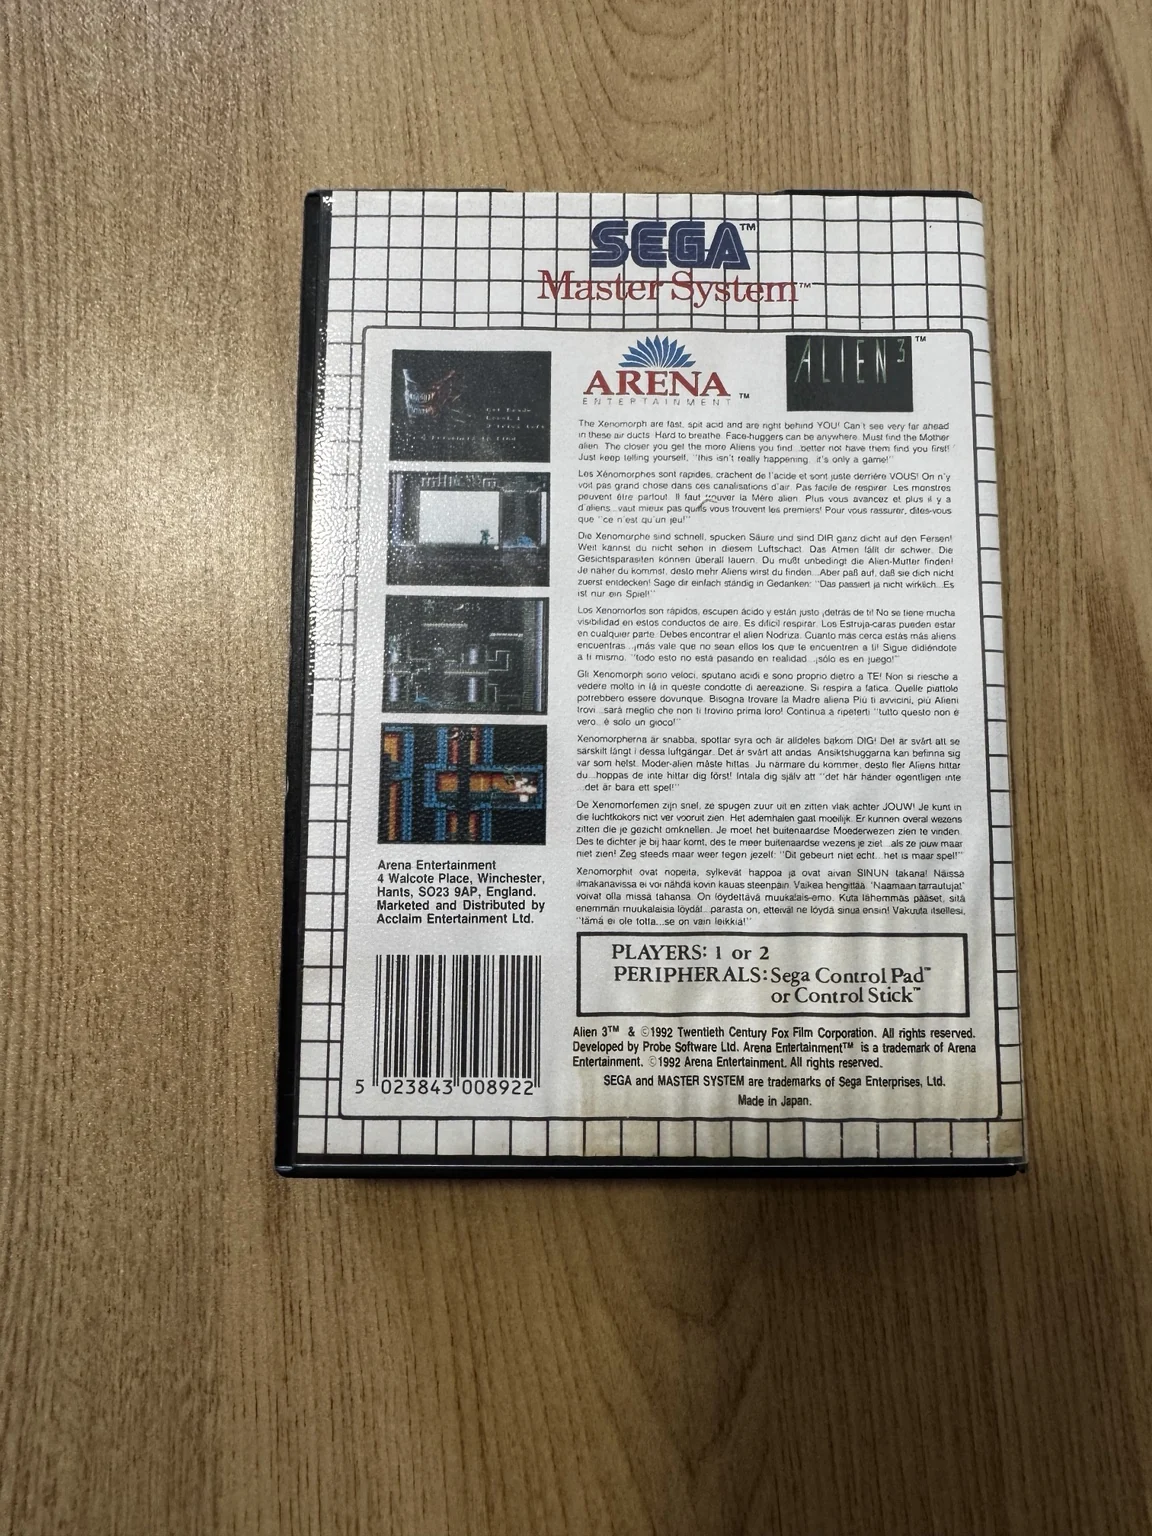 SEGA™
Master System™
ARENA™
ENTERTAINMENT
ALIEN³™
The Xenomorph are fast, spit acid and are right behind YOU! Can't see very far ahead
in these air ducts. Hard to breathe. Face-huggers can be anywhere. Must find the Mother
alien. The closer you get the more Aliens you find...better not have them find you first!
Just keep telling yourself, "this isn't really happening, it's only a game!"
Les Xénomorphes sont rapides, crachent de l'acide et sont juste derrière VOUS! On n'y
voit pas grand chose dans ces canalisations d'air. Pas facile de respirer. Les monstres
peuvent être partout. Il faut trouver la Mère alien. Plus vous avancez et plus il y a
d'aliens...vaut mieux pas qu'ils vous trouvent les premiers! Pour vous rassurer, dites-vous
que "ce n'est qu'un jeu!"
Die Xenomorphe sind schnell, spucken Säure und sind DIR ganz dicht auf den Fersen!
Weit kannst du nicht sehen in diesem Luftschact. Das Atmen fällt dir schwer. Die
Gesichtsparasiten können überall lauern. Du mußt unbedingt die Alien-Mutter finden!
Je näher du kommst, desto mehr Aliens wirst du finden...Aber paß auf, daß sie dich nicht
zuerst entdecken! Sage dir einfach ständig in Gedanken: "Das passiert ja nicht wirklich...Es
ist nur ein Spiel!"
Los Xenomorfos son rápidos, escupen ácido y están justo ¡detrás de ti! No se tiene mucha
visibilidad en estos conductos de aire. Es difícil respirar. Los Estruja-caras pueden estar
en cualquier parte. Debes encontrar el alien Nodriza. Cuanto más cerca estás más aliens
encuentras...¡más vale que no sean ellos los que te encuentren a ti! Sigue didiéndote
a ti mismo, "todo esto no está pasando en realidad...¡sólo es en juego!"
Gli Xenomorph sono veloci, sputano acidi e sono proprio dietro a TE! Non si riesche a
vedere molto in là in queste condotte di aereazione. Si respira a fatica. Quelle piattole
potrebbero essere dovunque. Bisogna trovare la Madre aliena Più ti avvicini, più Alieni
trovi...sarà meglio che non ti trovino prima loro! Continua a ripeterti "tutto questo non è
vero...è solo un gioco!"
Xenomorpherna är snabba, spottar syra och är alldeles bakom DIG! Det är svårt att se
särskilt långt i dessa luftgångar. Det är svårt att andas. Ansiktshuggarna kan befinna sig
var som helst. Moder-alien måste hittas. Ju närmare du kommer, desto fler Aliens hittar
du...hoppas de inte hittar dig först! Intala dig själv att "det här händer egentligen inte
...det är bara ett spel!"
De Xenomorfemen zijn snel, ze spugen zuur uit en zitten vlak achter JOUW! Je kunt in
die luchtkokors nict ver vooruit zien. Het ademhalen gaat moeilijk. Er kunnen overal wezens
zitten die je gezicht omknellen. Je moet het buitenaardse Moederwezen zien te vinden.
Des te dichter je bij haar komt, des te meer buitenaardse wezens je ziet...als ze jouw maar
niet zien! Zeg steeds maar weer tegen jezelf: "Dit gebeurt niet echt...het is maar spel!"
Xenomorphit ovat nopeita, sylkevät happoa ja ovat aivan SINUN takana! Näissä
ilmakanavissa ei voi nähdä kovin kauas steenpäin. Vaikea hengittää. 'Naamaan tarrautujat'
voivat olla missä tahansa. On löydettävä muukalais-emo. Kuta lähemmäs pääset, sitä
enemmän muukalaisia löydät...parasta on, etteivät ne löydä sinua ensin! Vakuuta itsellesi,
"tämä ei ole totta...se on vain leikkiä!"
Arena Entertainment
4 Walcote Place, Winchester,
Hants, SO23 9AP, England.
Marketed and Distributed by
Acclaim Entertainment Ltd.
5 023843 008922
PLAYERS: 1 or 2
PERIPHERALS: Sega Control Pad™
or Control Stick™
Alien 3™ & ©1992 Twentieth Century Fox Film Corporation. All rights reserved.
Developed by Probe Software Ltd. Arena Entertainment™ is a trademark of Arena
Entertainment. ©1992 Arena Entertainment. All rights reserved.
SEGA and MASTER SYSTEM are trademarks of Sega Enterprises, Ltd.
Made in Japan.